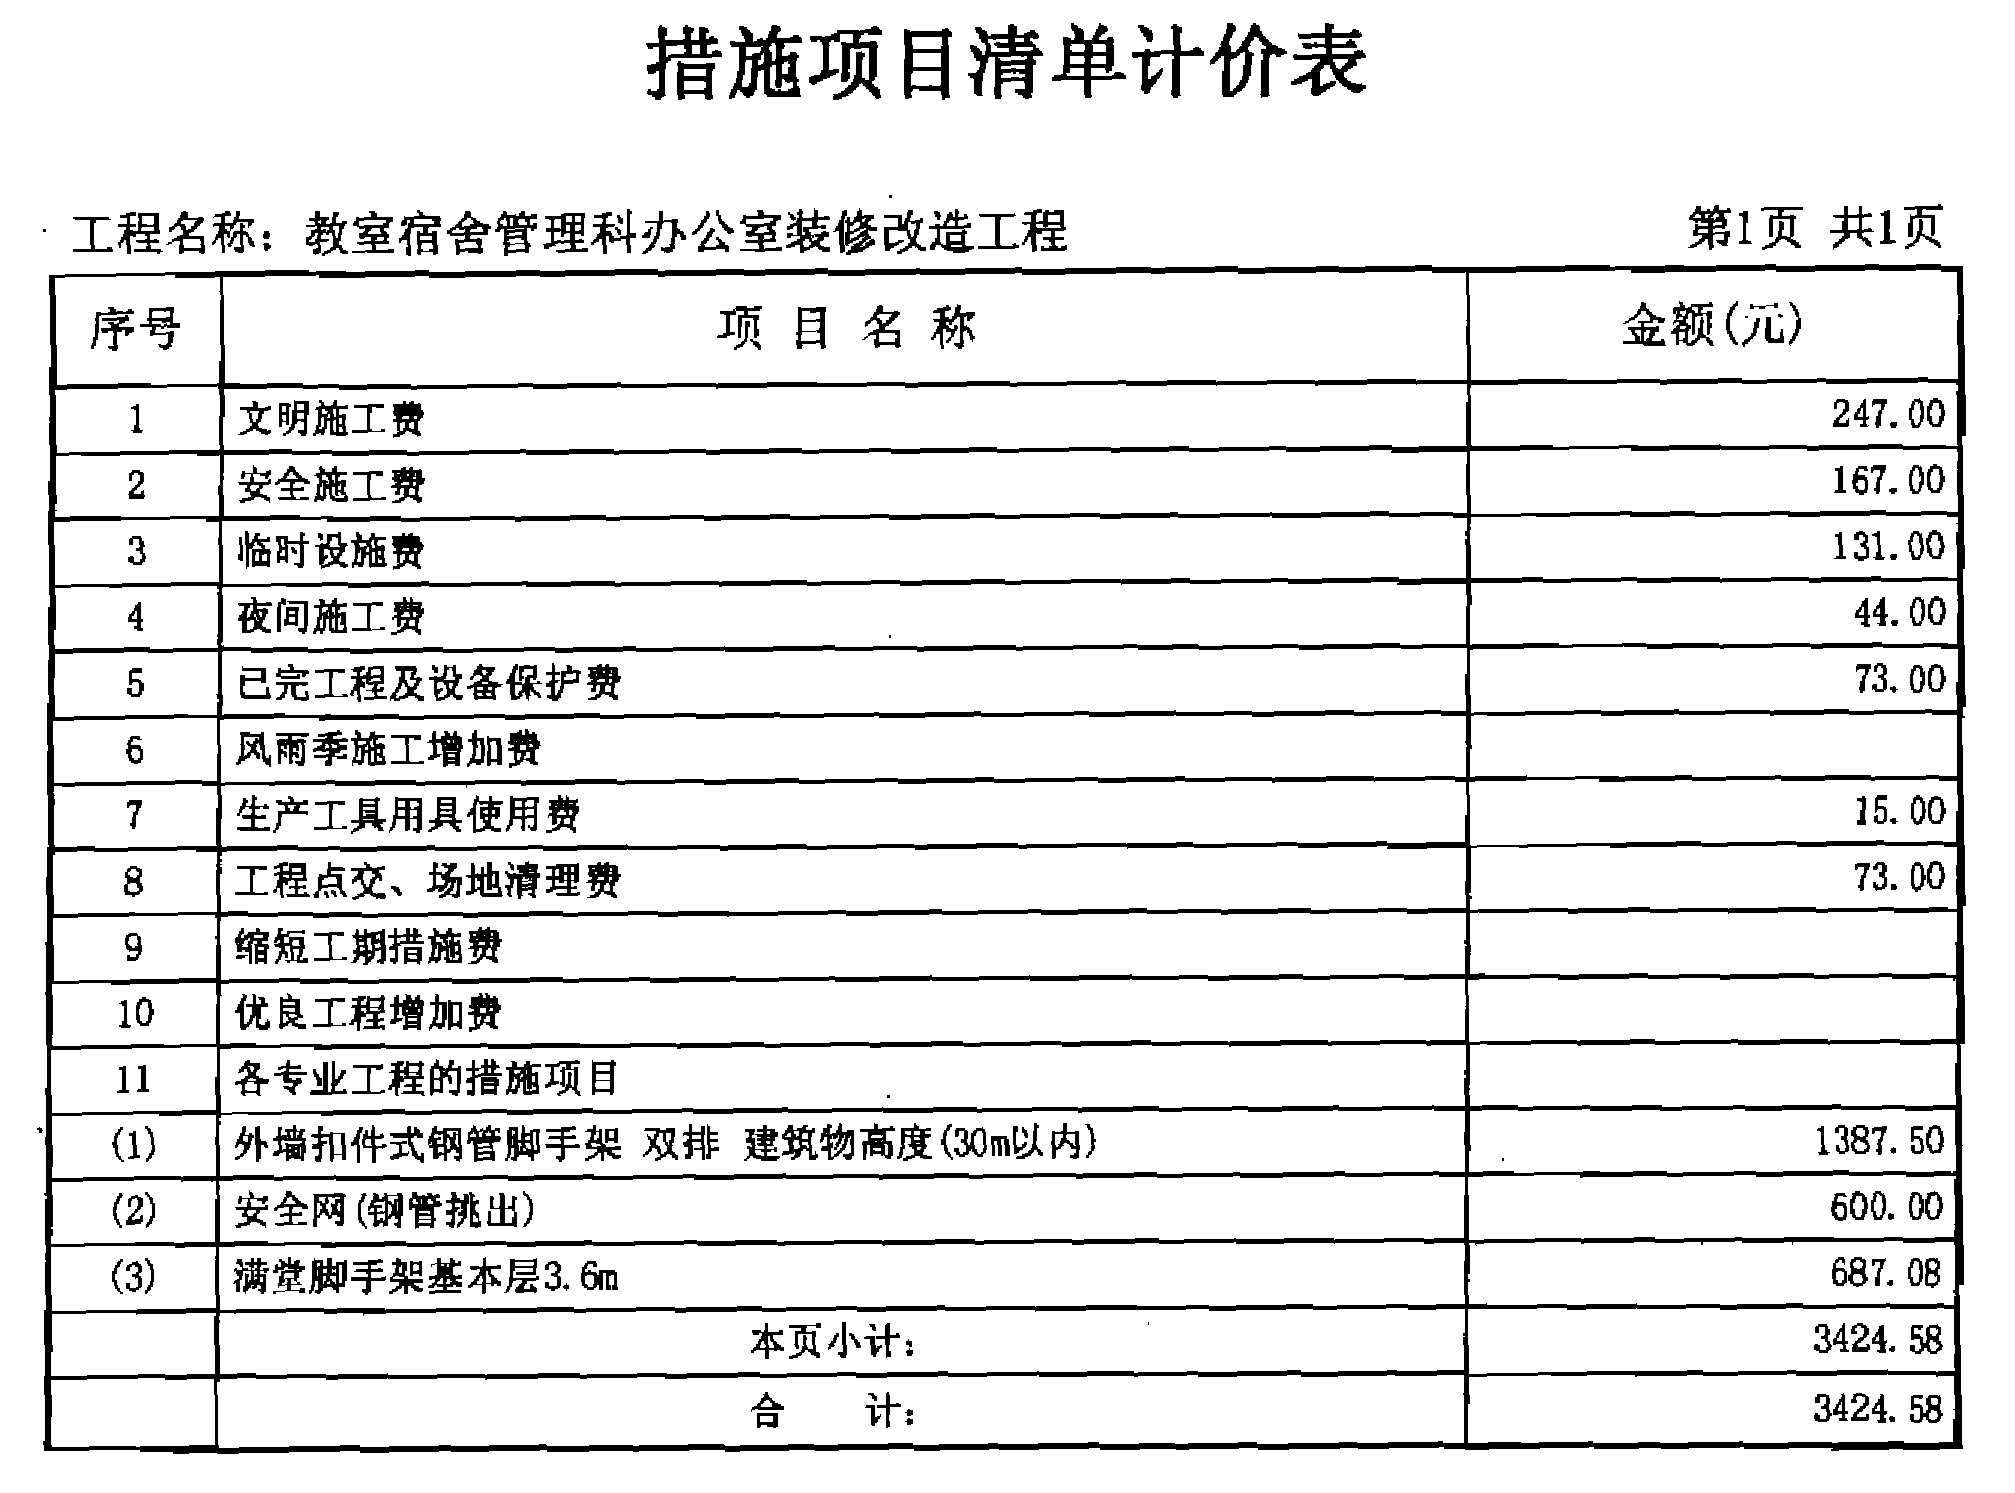 措施项目清单计价表
工程名称：教室宿舍管理科办公室装修改造工程 第1页 共1页
序号 项目名称 金额(元)
1 文明施工费 247.00
2 安全施工费 167.00
3 临时设施费 131.00
4 夜间施工费 44.00
5 已完工程及设备保护费 73.00
6 风雨季施工增加费
7 生产工具用具使用费 15.00
8 工程点交、场地清理费 73.00
9 缩短工期措施费
10 优良工程增加费
11 各专业工程的措施项目
(1) 外墙扣件式钢管脚手架 双排 建筑物高度(30m以内) 1387.50
(2) 安全网(钢管挑出) 600.00
(3) 满堂脚手架基本层3.6m 687.08
本页小计： 3424.58
合 计： 3424.58